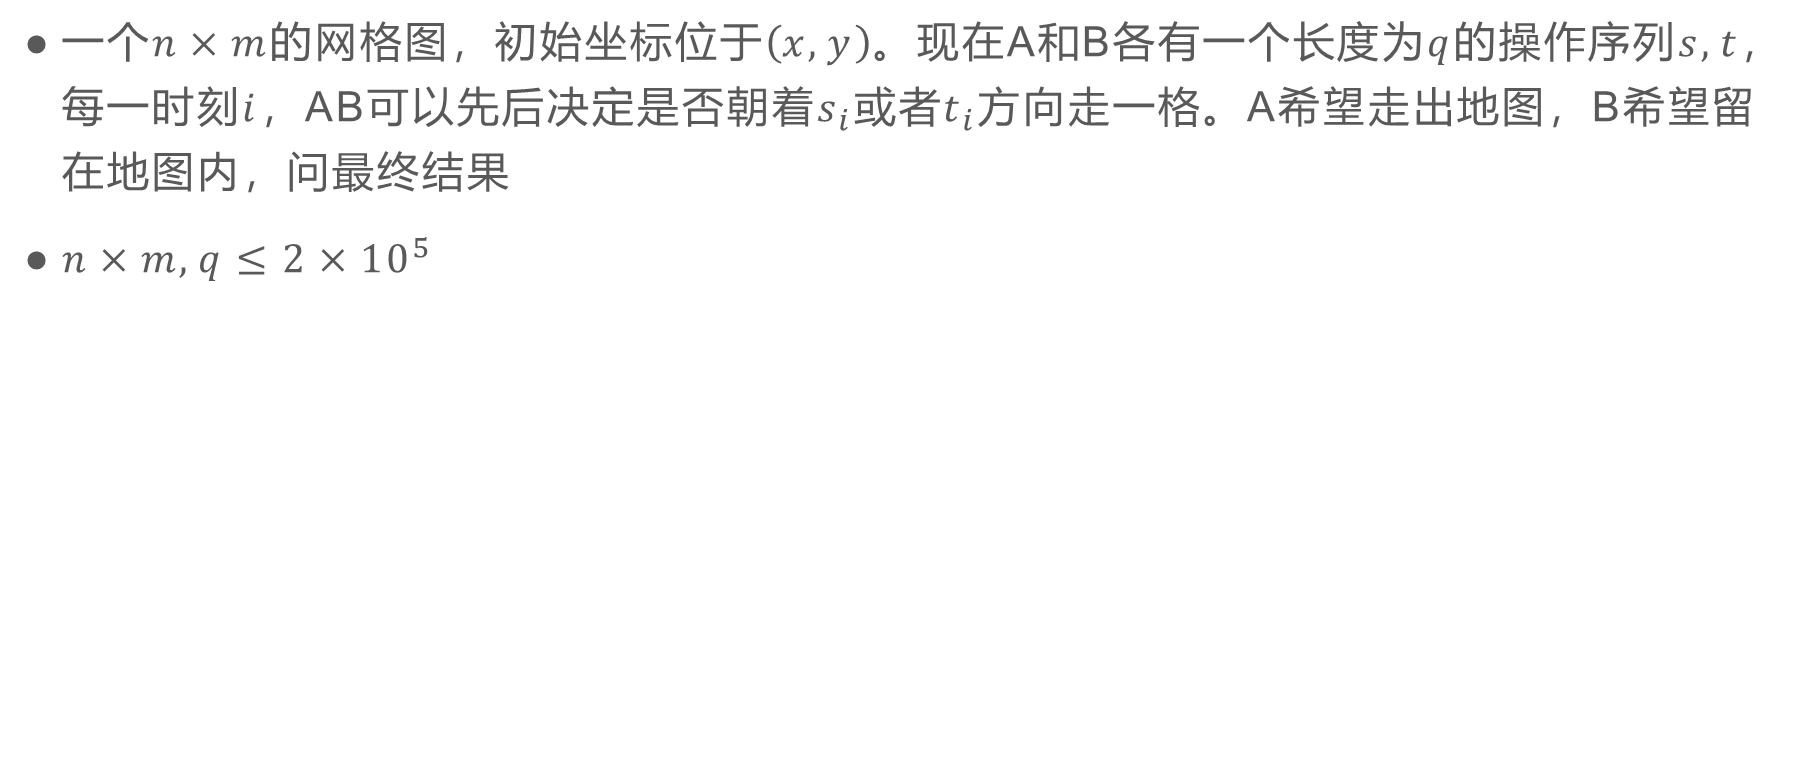 ● 一个n × m的网格图，初始坐标位于(x, y)。现在A和B各有一个长度为q的操作序列s, t，
每一时刻i，AB可以先后决定是否朝着sᵢ或者tᵢ方向走一格。A希望走出地图，B希望留
在地图内，问最终结果
● n × m, q ≤ 2 × 10⁵